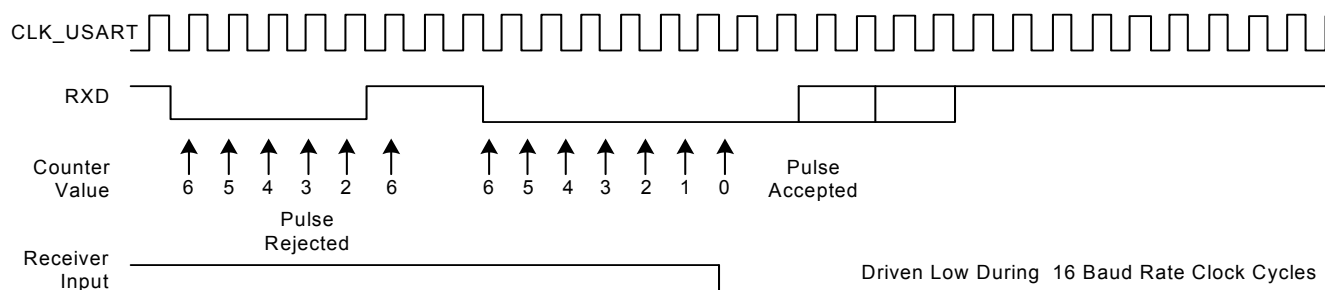 CLK_USART
RXD
Counter
Value
6 5 4 3 2 6 6 5 4 3 2 1 0
Pulse
Accepted
Pulse
Rejected
Receiver
Input
Driven Low During 16 Baud Rate Clock Cycles